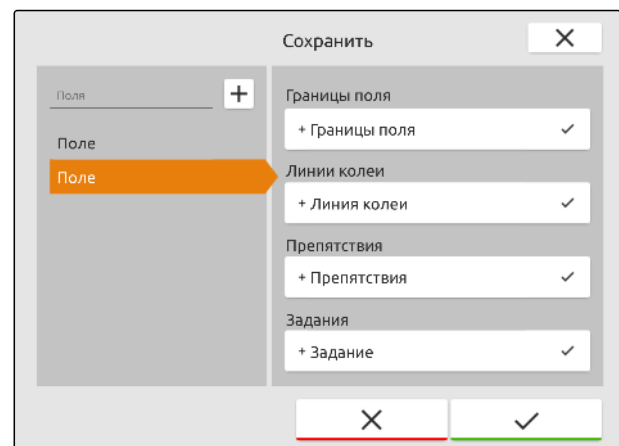 Сохранить
Поля
Поле
Поле
Границы поля
+ Границы поля
Линии колеи
+ Линия колеи
Препятствия
+ Препятствия
Задания
+ Задание